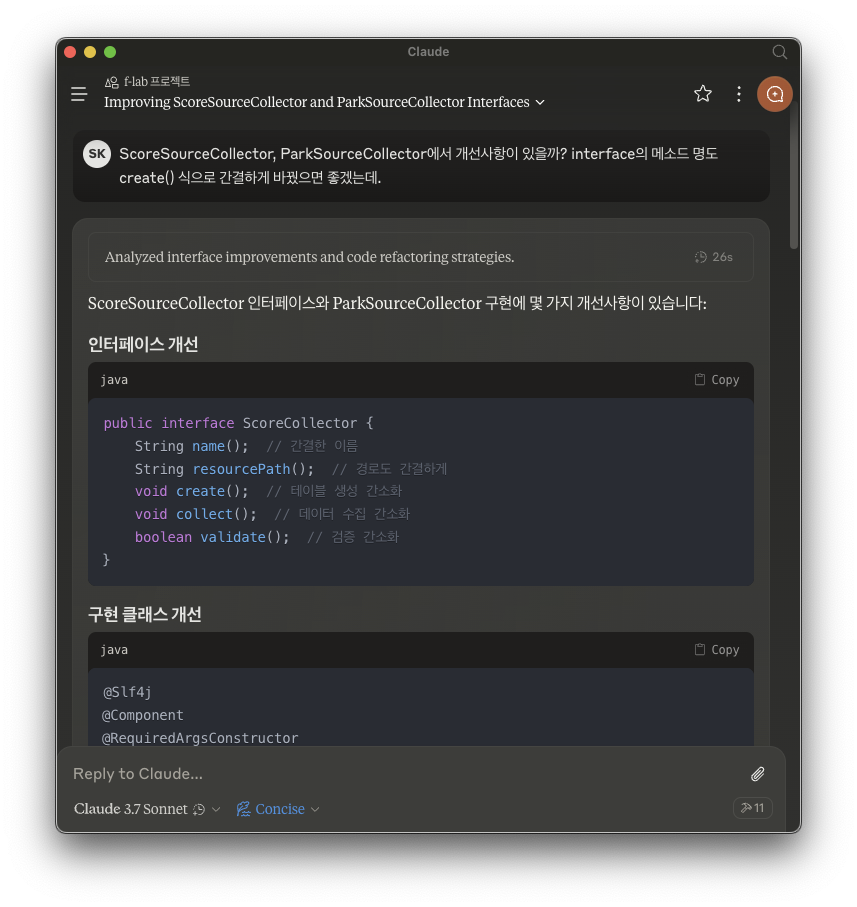 Claude
f-lab 프로젝트
Improving ScoreSourceCollector and ParkSourceCollector Interfaces
SK
ScoreSourceCollector, ParkSourceCollector에서 개선사항이 있을까? interface의 메소드 명도
create() 식으로 간결하게 바꿨으면 좋겠는데.
Analyzed interface improvements and code refactoring strategies.
26s
ScoreSourceCollector 인터페이스와 ParkSourceCollector 구현에 몇 가지 개선사항이 있습니다:
인터페이스 개선
java
Copy
public interface ScoreCollector {
    String name();  // 간결한 이름
    String resourcePath();  // 경로도 간결하게
    void create();  // 테이블 생성 간소화
    void collect();  // 데이터 수집 간소화
    boolean validate();  // 검증 간소화
}
구현 클래스 개선
java
Copy
@Slf4j
@Component
@RequiredArgsConstructor
Reply to Claude...
Claude 3.7 Sonnet
Concise
11